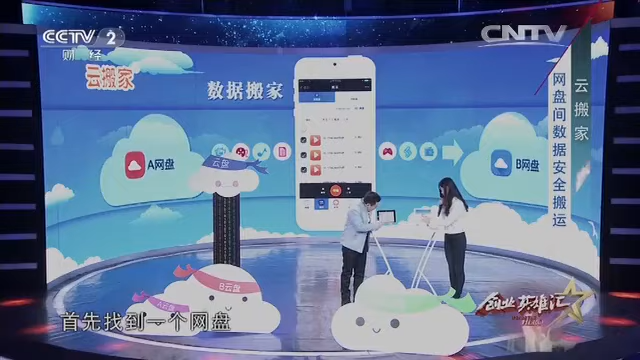 CCTV 2
财经
CNTV
云搬家
数据搬家
A网盘
B网盘
云搬家
网盘间数据安全搬运
云盘
B云盘
A云盘
创业英雄汇
首先找到一个网盘